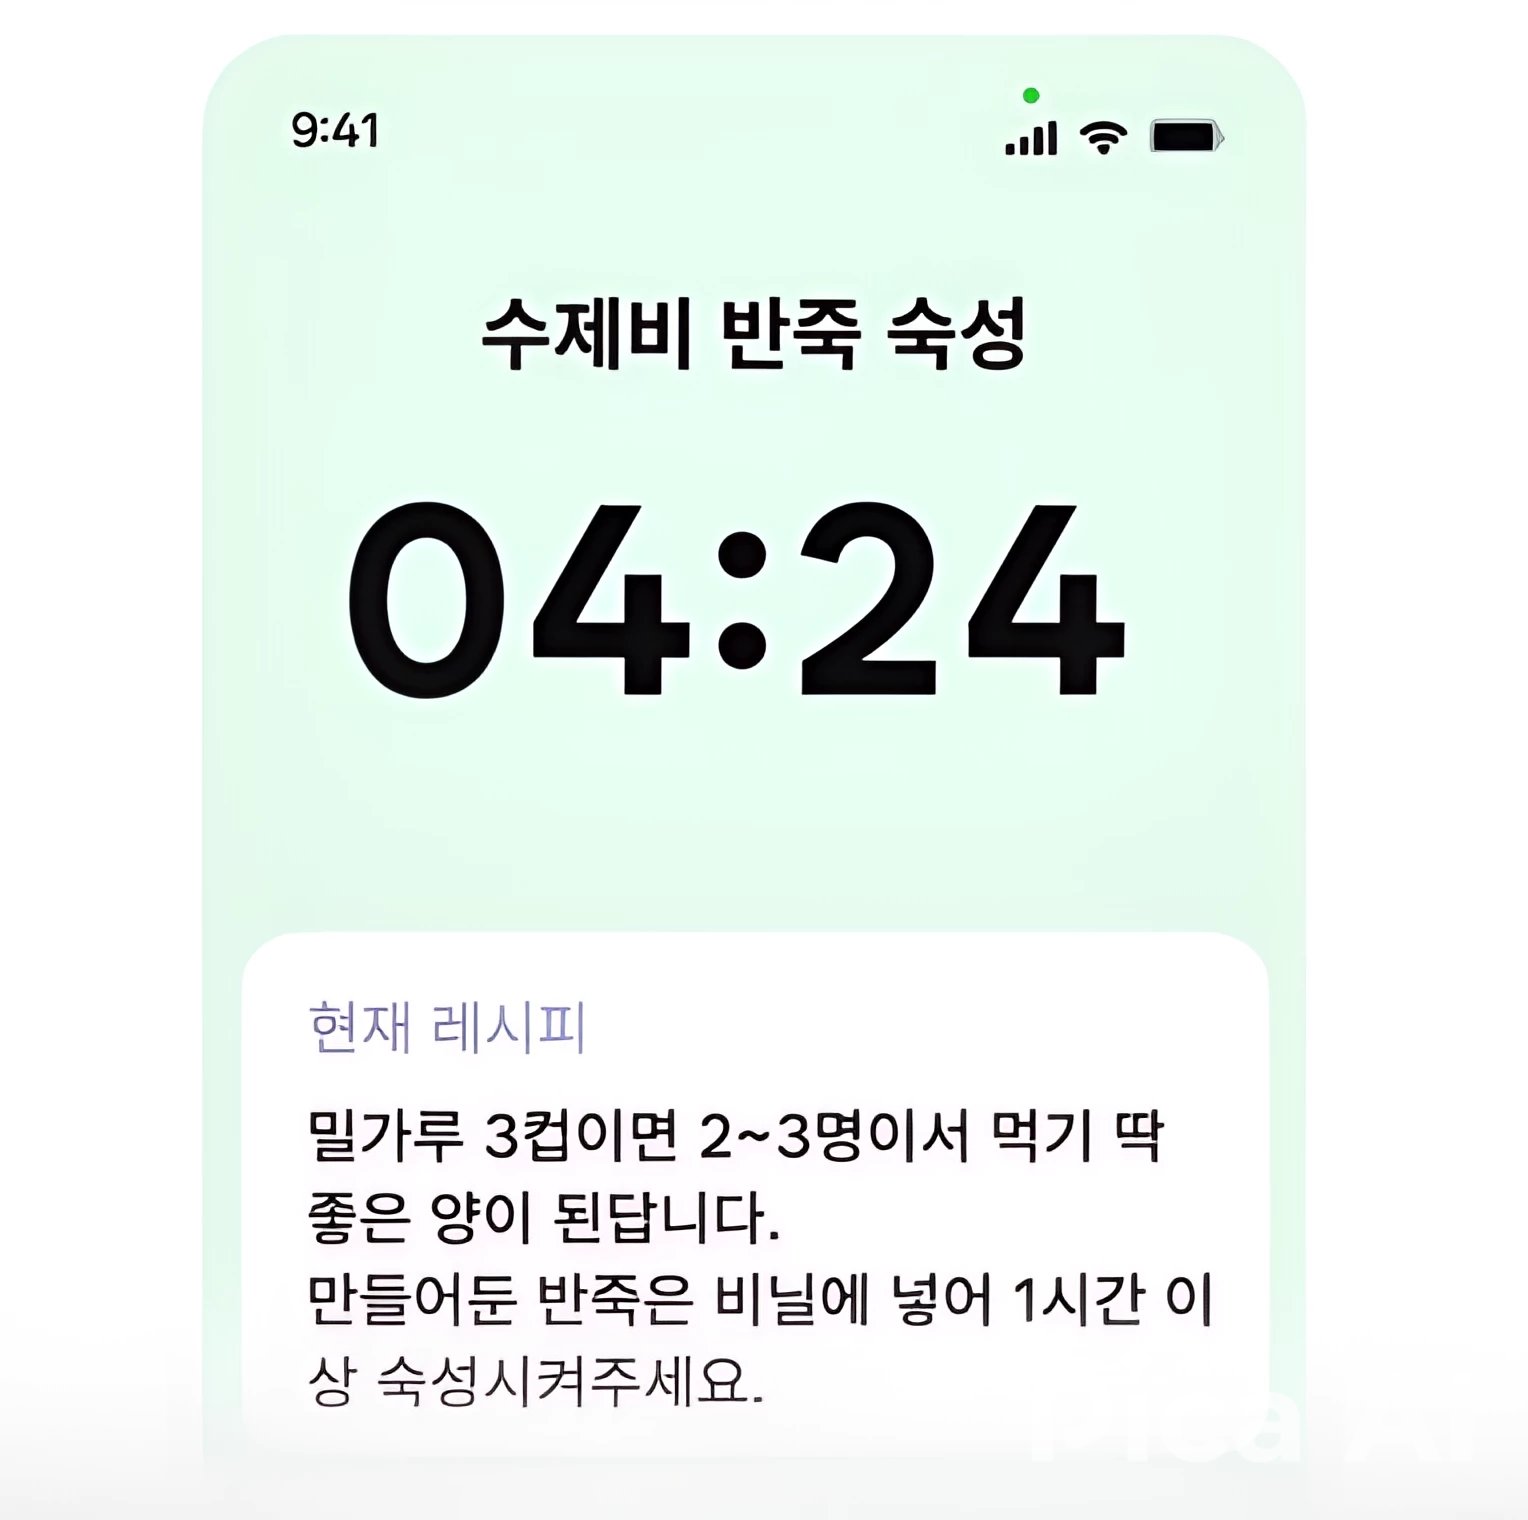 9:41
수제비 반죽 숙성
04:24
현재 레시피
밀가루 3컵이면 2~3명이서 먹기 딱
좋은 양이 된답니다.
만들어둔 반죽은 비닐에 넣어 1시간 이
상 숙성시켜주세요.
Pica AI